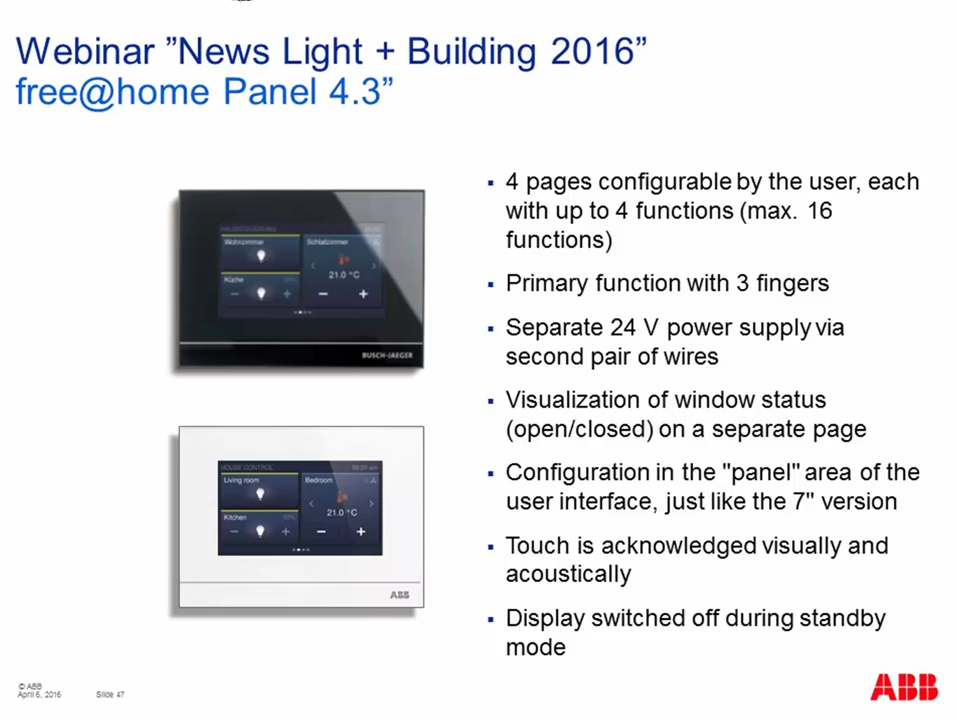 Webinar ”News Light + Building 2016”
free@home Panel 4.3”
4 pages configurable by the user, each
with up to 4 functions (max. 16
functions)
Primary function with 3 fingers
Separate 24 V power supply via
second pair of wires
Visualization of window status
(open/closed) on a separate page
Configuration in the "panel" area of the
user interface, just like the 7" version
Touch is acknowledged visually and
acoustically
Display switched off during standby
mode
Wohnzimmer
Schlafzimmer
21.0 °C
Küche
BUSCH-JAEGER
HOUSE CONTROL
Living room
Bedroom
21.0 °C
Kitchen
ABB
© ABB
April 6, 2016
Slide 47
ABB